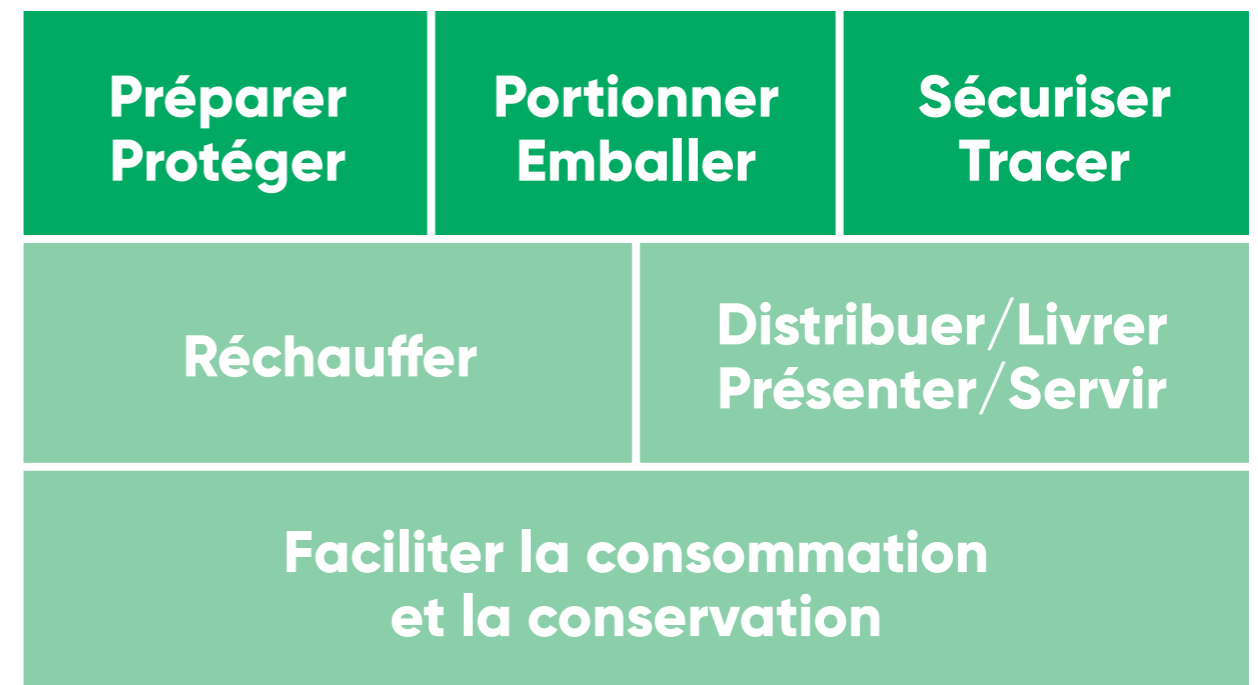 Préparer
Protéger
Portionner
Emballer
Sécuriser
Tracer
Réchauffer
Distribuer/Livrer
Présenter/Servir
Faciliter la consommation
et la conservation